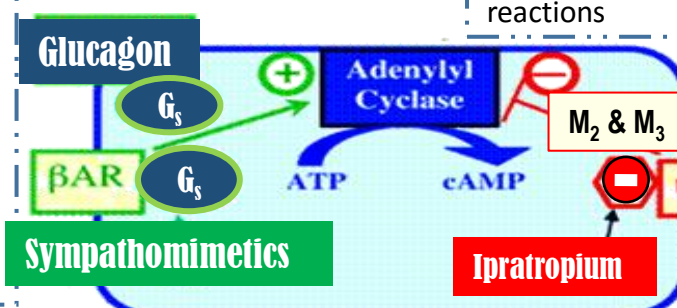 reactions
Glucagon
Gs
+
Adenylyl
Cyclase
−
M2 & M3
βAR
Gs
ATP
cAMP
−
Sympathomimetics
Ipratropium